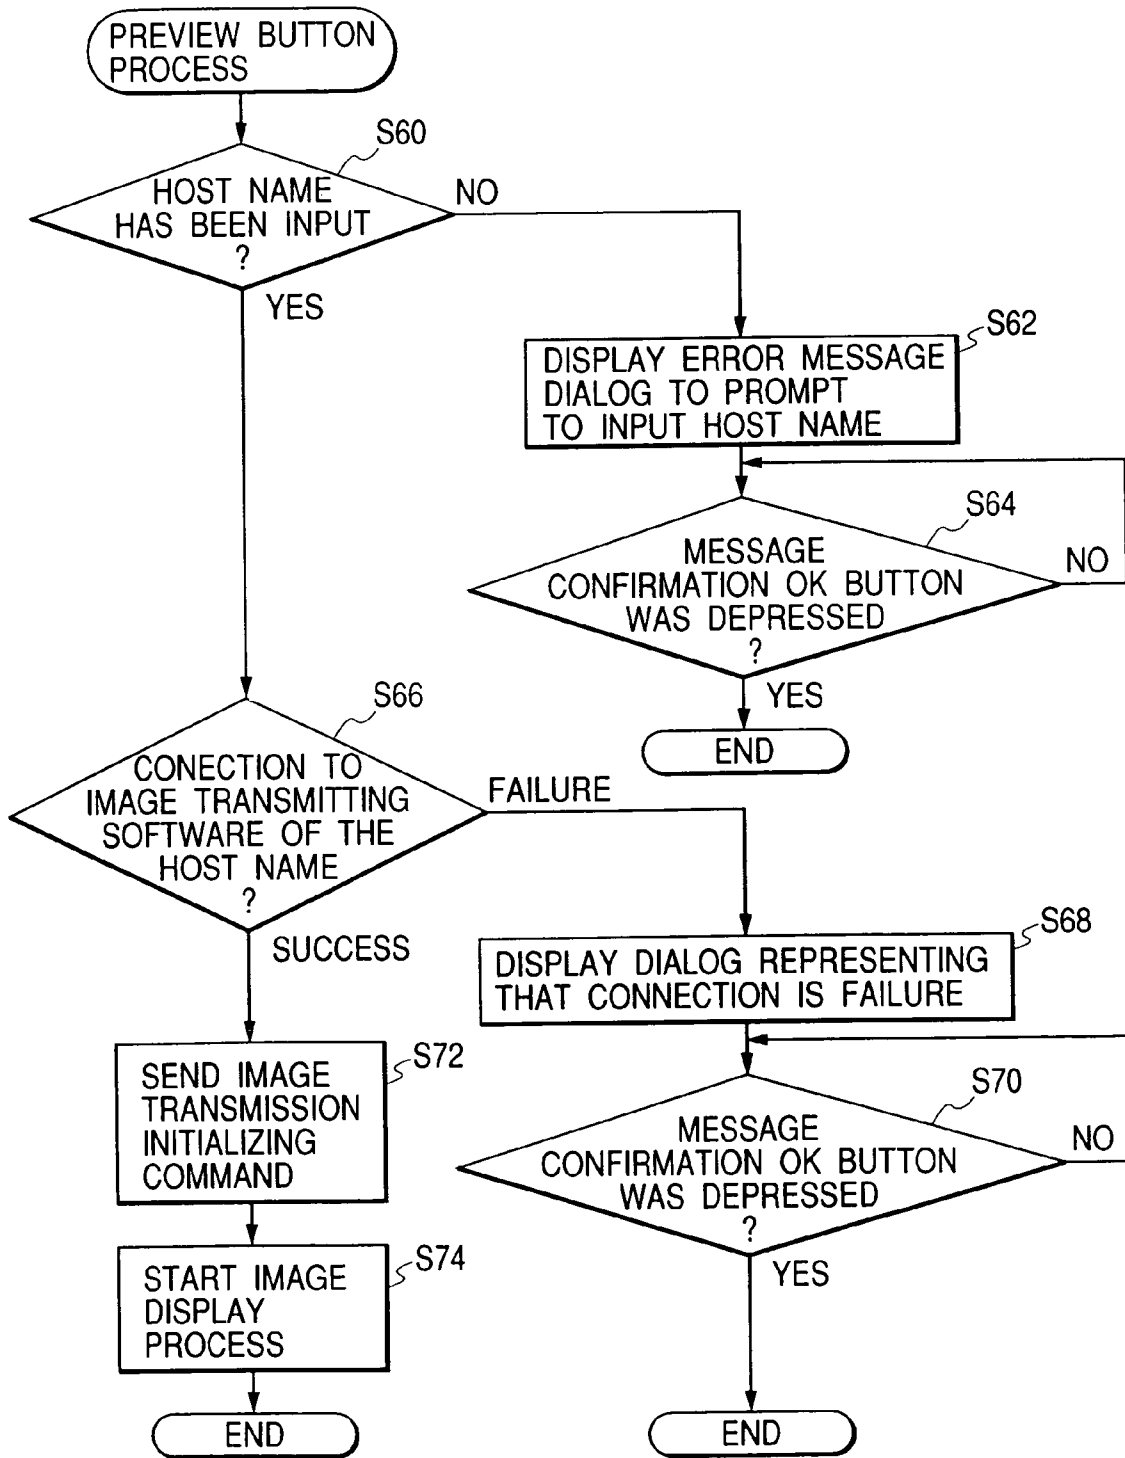 PREVIEW BUTTON
PROCESS
S60
HOST NAME
HAS BEEN INPUT
?
NO
YES
S62
DISPLAY ERROR MESSAGE
DIALOG TO PROMPT
TO INPUT HOST NAME
S64
MESSAGE
CONFIRMATION OK BUTTON
WAS DEPRESSED
?
NO
YES
END
S66
CONECTION TO
IMAGE TRANSMITTING
SOFTWARE OF THE
HOST NAME
?
FAILURE
SUCCESS
S68
DISPLAY DIALOG REPRESENTING
THAT CONNECTION IS FAILURE
S70
MESSAGE
CONFIRMATION OK BUTTON
WAS DEPRESSED
?
NO
YES
END
S72
SEND IMAGE
TRANSMISSION
INITIALIZING
COMMAND
S74
START IMAGE
DISPLAY
PROCESS
END